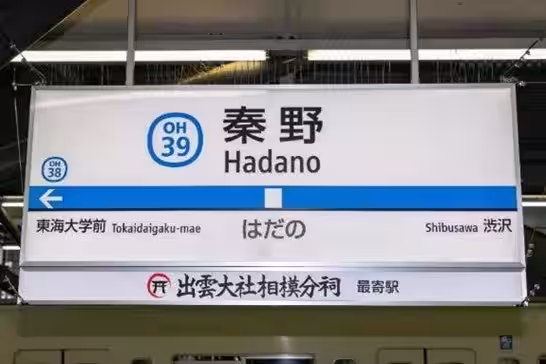 OH
39
秦野
Hadano
OH
38
東海大学前 Tokaidaigaku-mae
はだの
Shibusawa 渋沢
出雲大社相模分祠 最寄駅